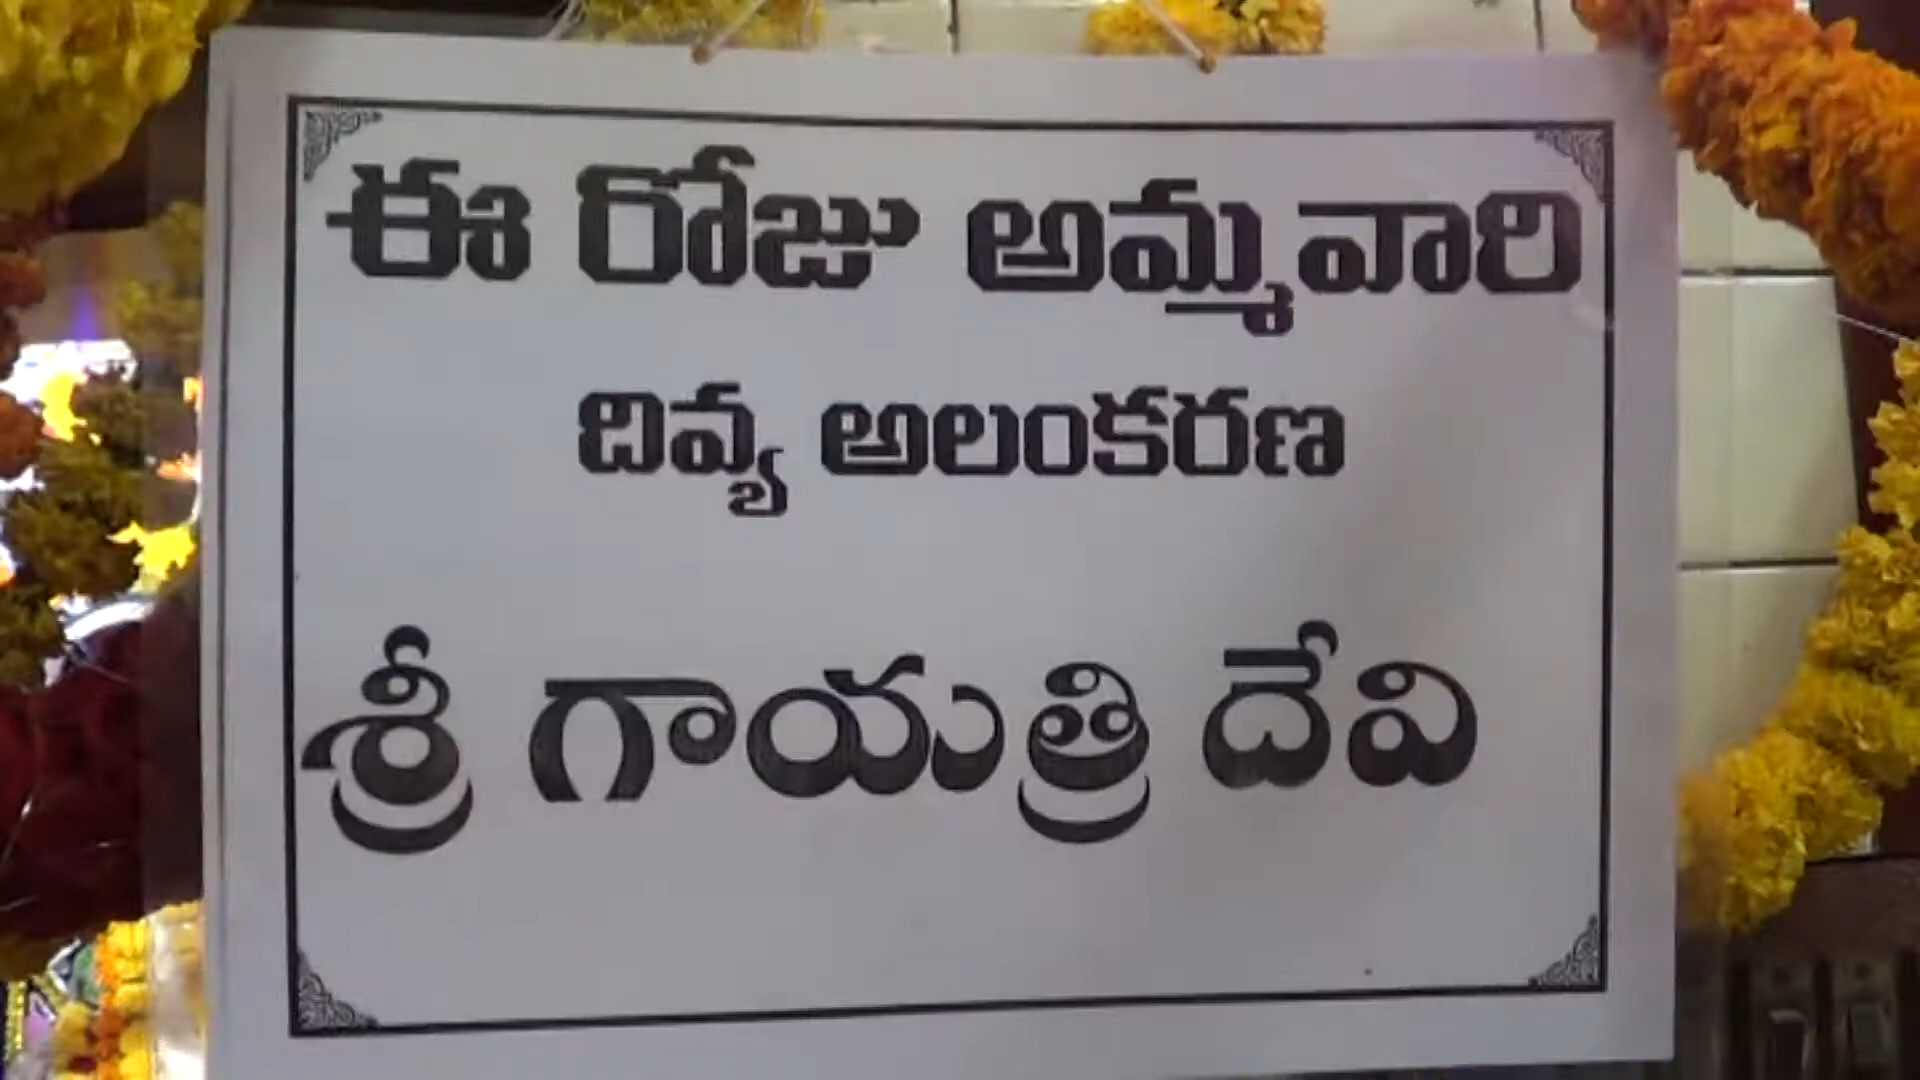 ఈ రోజు అమ్మవారి
దివ్య అలంకరణ
శ్రీ గాయత్రి దేవి